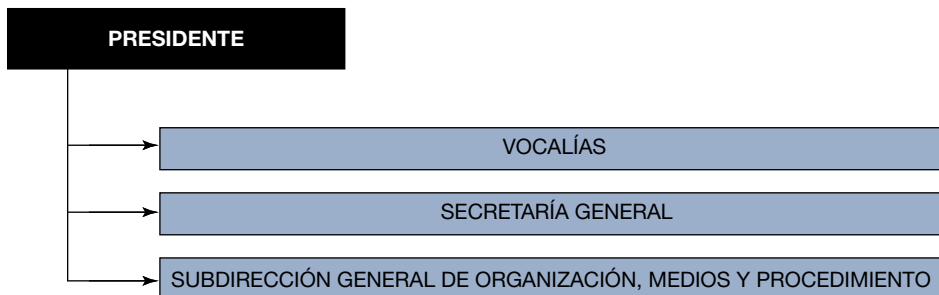 PRESIDENTE
VOCALÍAS
SECRETARÍA GENERAL
SUBDIRECCIÓN GENERAL DE ORGANIZACIÓN, MEDIOS Y PROCEDIMIENTO